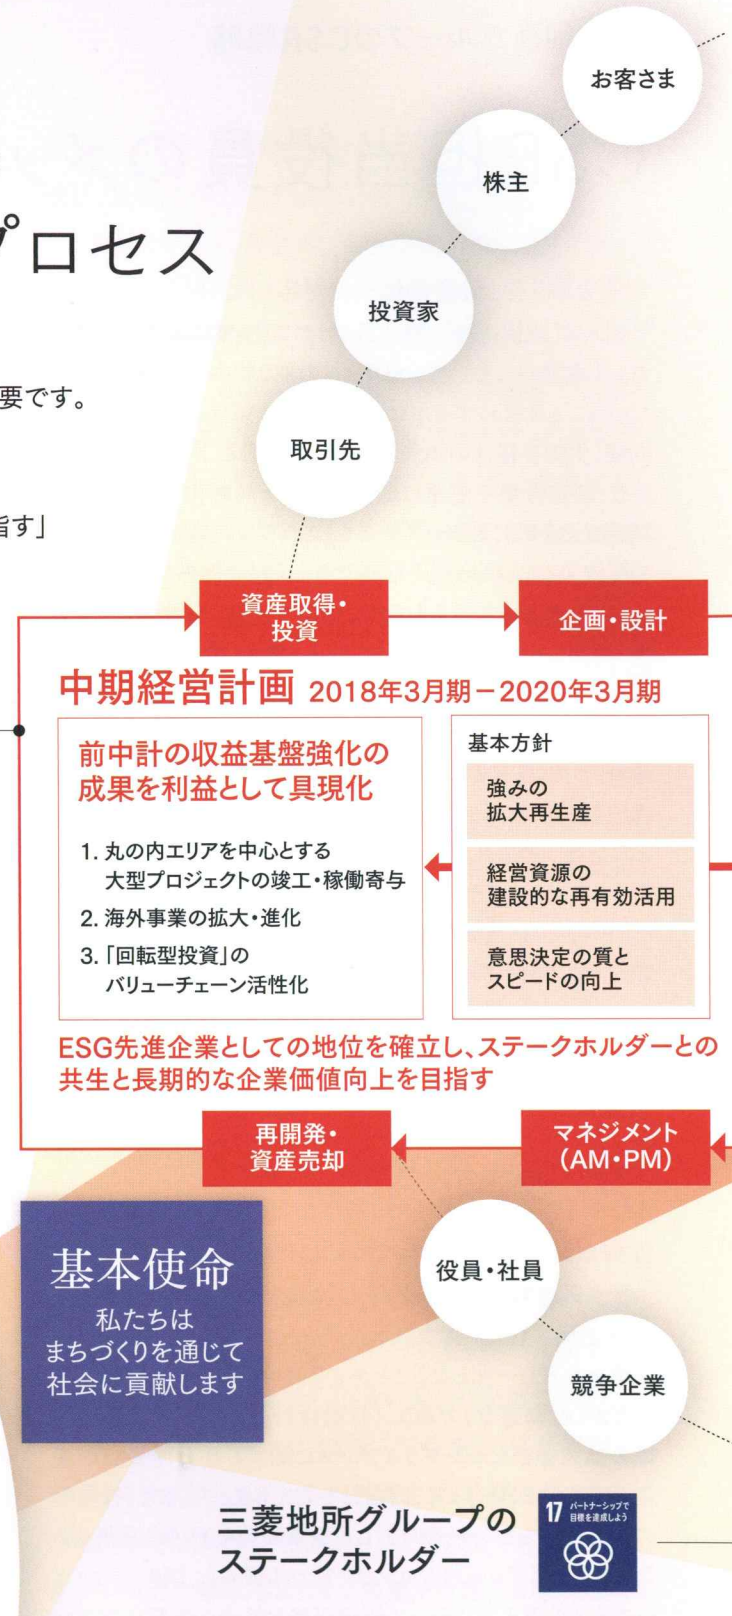 お客さま
株主
プロセス
投資家
要です。
取引先
指す」
資産取得・
投資
企画・設計
中期経営計画 2018年3月期－2020年3月期
前中計の収益基盤強化の
成果を利益として具現化
1. 丸の内エリアを中心とする
大型プロジェクトの竣工・稼働寄与
2. 海外事業の拡大・進化
3. 「回転型投資」の
バリューチェーン活性化
基本方針
強みの
拡大再生産
経営資源の
建設的な再有効活用
意思決定の質と
スピードの向上
ESG先進企業としての地位を確立し、ステークホルダーとの
共生と長期的な企業価値向上を目指す
再開発・
資産売却
マネジメント
（AM・PM）
基本使命
私たちは
まちづくりを通じて
社会に貢献します
役員・社員
競争企業
三菱地所グループの
ステークホルダー
17 パートナーシップで
目標を達成しよう